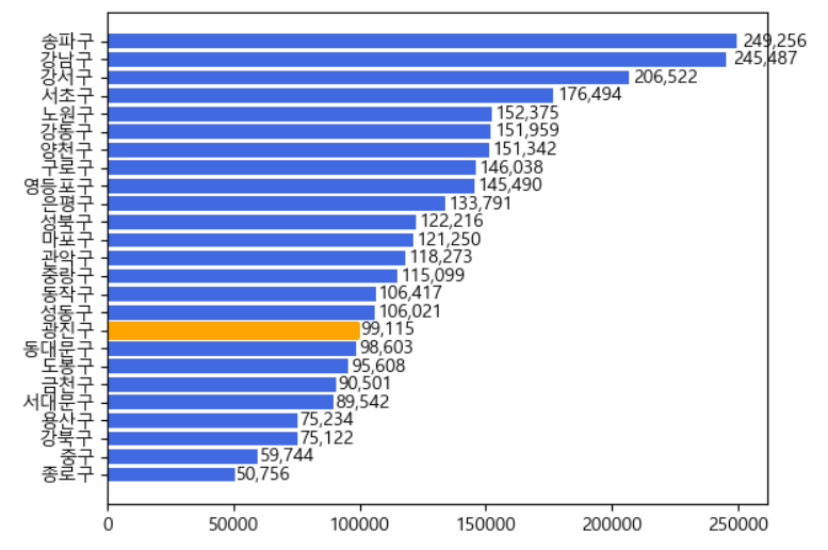 송파구 249,256
강남구 245,487
강서구 206,522
서초구 176,494
노원구 152,375
강동구 151,959
양천구 151,342
구로구 146,038
영등포구 145,490
은평구 133,791
성북구 122,216
마포구 121,250
관악구 118,273
중랑구 115,099
동작구 106,417
성동구 106,021
광진구 99,115
동대문구 98,603
도봉구 95,608
금천구 90,501
서대문구 89,542
용산구 75,234
강북구 75,122
중구 59,744
종로구 50,756
0 50000 100000 150000 200000 250000